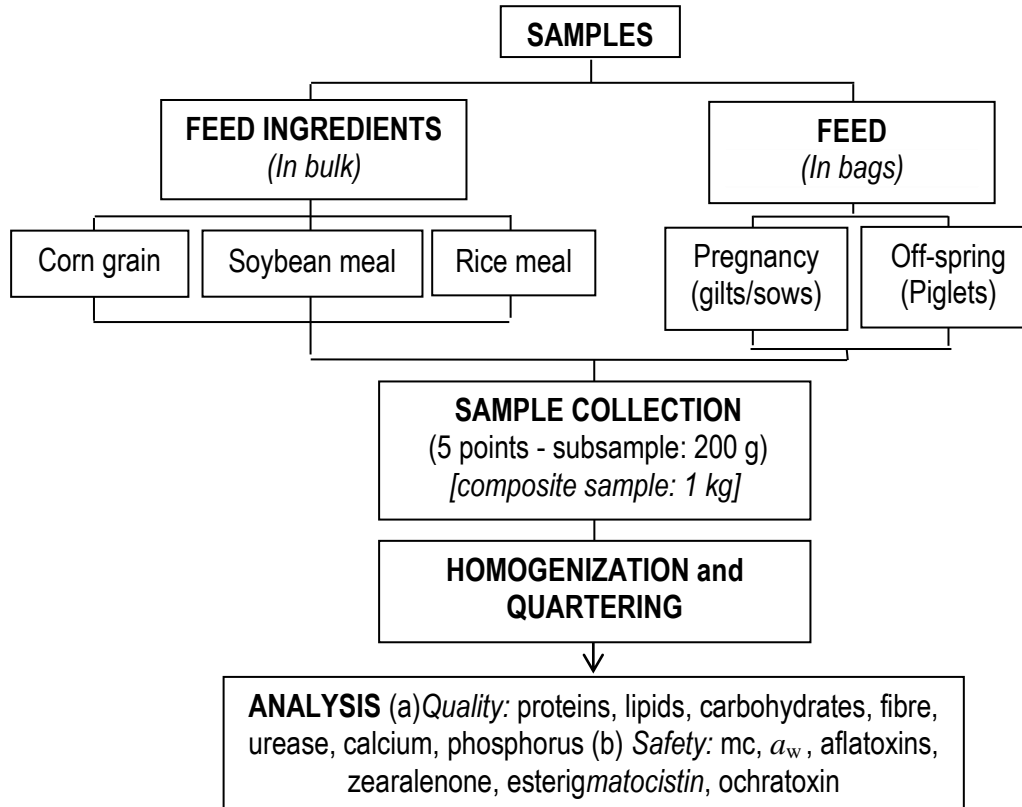 SAMPLES
FEED INGREDIENTS
(In bulk)
FEED
(In bags)
Corn grain
Soybean meal
Rice meal
Pregnancy
(gilts/sows)
Off-spring
(Piglets)
SAMPLE COLLECTION
(5 points - subsample: 200 g)
[composite sample: 1 kg]
HOMOGENIZATION and
QUARTERING
ANALYSIS (a)Quality: proteins, lipids, carbohydrates, fibre,
urease, calcium, phosphorus (b) Safety: mc, aw, aflatoxins,
zearalenone, esterigmatocistin, ochratoxin